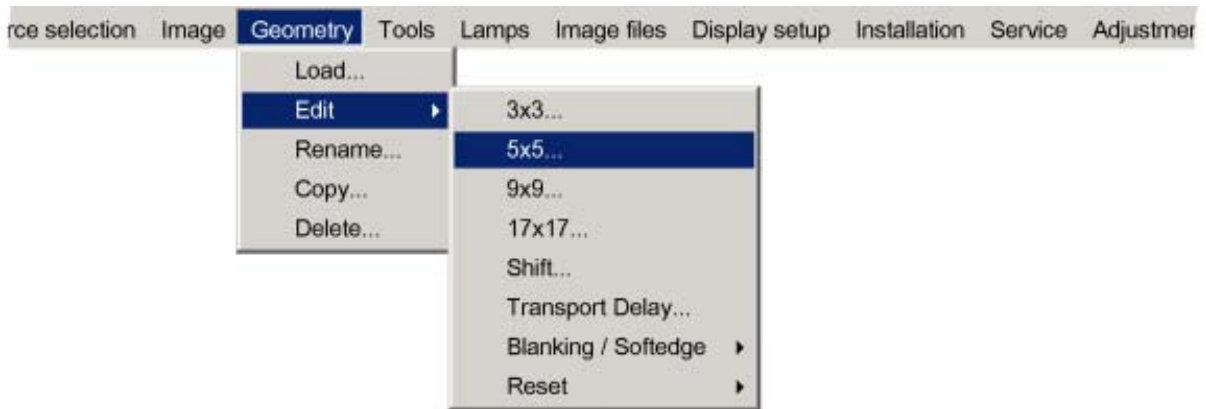 rce selection Image Geometry Tools Lamps Image files Display setup Installation Service Adjustmer
Load...
Edit
Rename...
Copy...
Delete...
3x3...
5x5...
9x9...
17x17...
Shift...
Transport Delay...
Blanking / Softedge
Reset